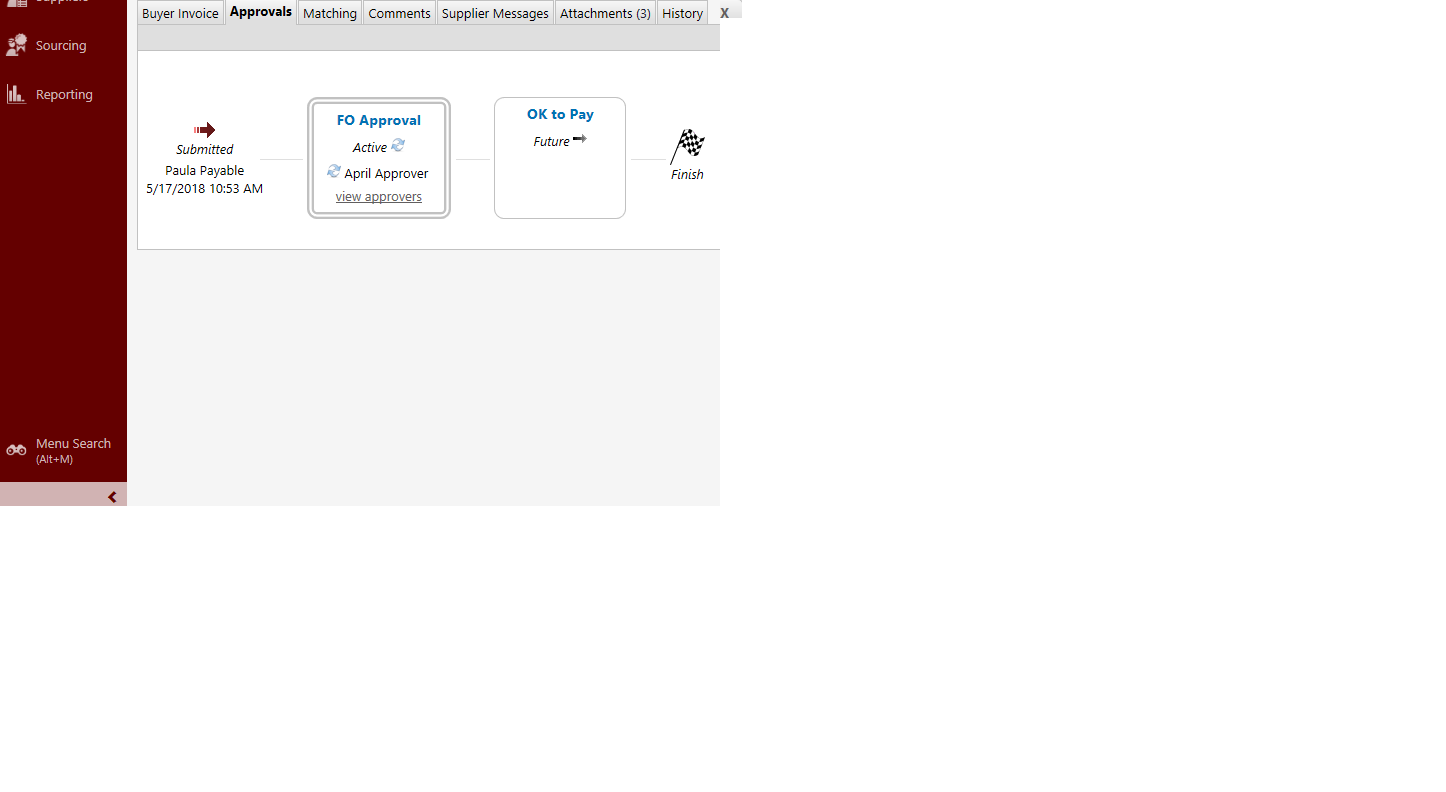 Buyer Invoice Approvals Matching Comments Supplier Messages Attachments (3) History X
Sourcing
Reporting
Submitted
Paula Payable
5/17/2018 10:53 AM
FO Approval
Active
April Approver
view approvers
OK to Pay
Future
Finish
Menu Search
(Alt+M)